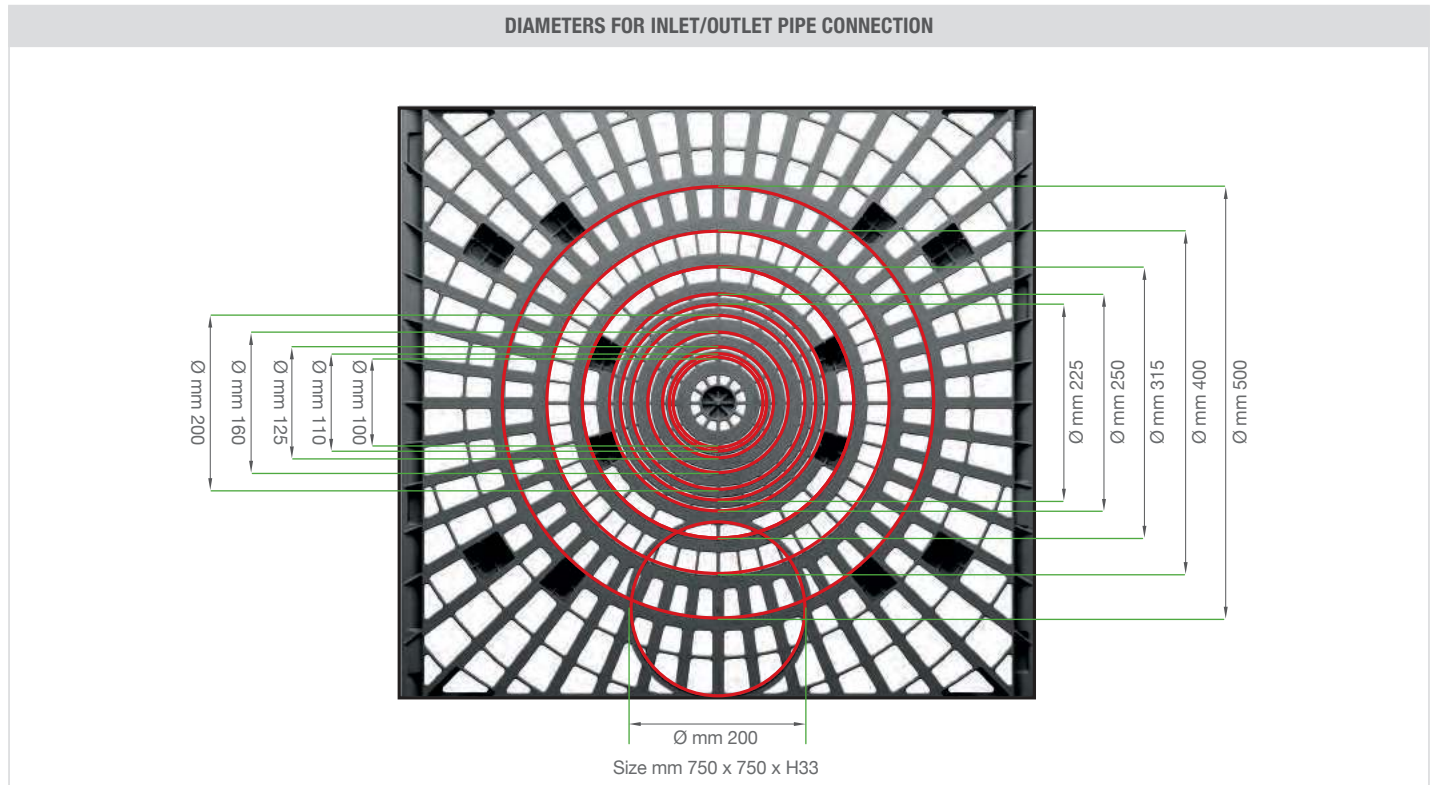 DIAMETERS FOR INLET/OUTLET PIPE CONNECTION
Ø mm 200
Ø mm 160
Ø mm 125
Ø mm 110
Ø mm 100
Ø mm 225
Ø mm 250
Ø mm 315
Ø mm 400
Ø mm 500
Ø mm 200
Size mm 750 x 750 x H33